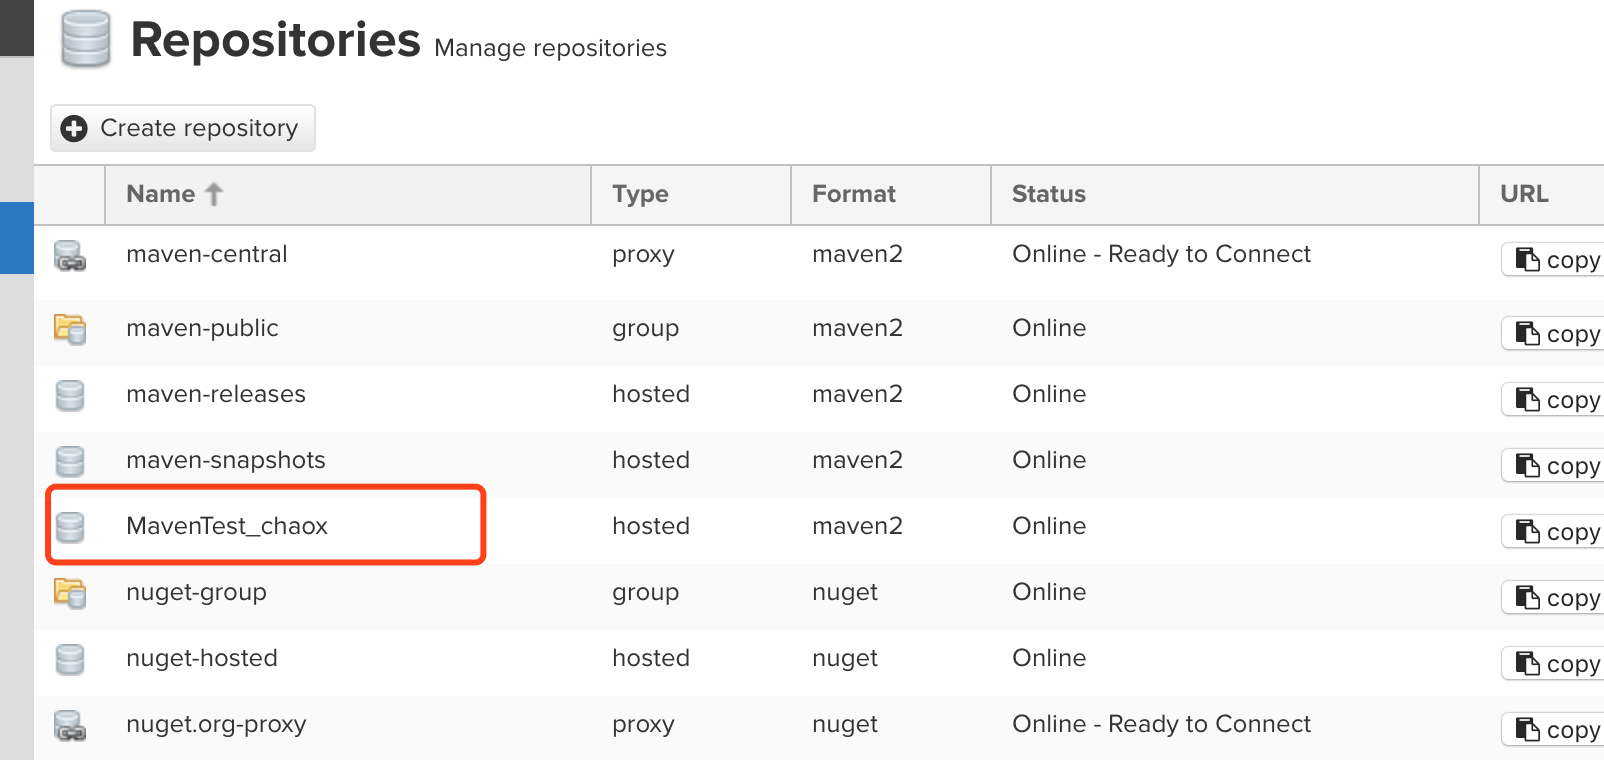 Repositories Manage repositories
Create repository
Name Type Format Status URL
maven-central proxy maven2 Online - Ready to Connect copy
maven-public group maven2 Online copy
maven-releases hosted maven2 Online copy
maven-snapshots hosted maven2 Online copy
MavenTest_chaox hosted maven2 Online copy
nuget-group group nuget Online copy
nuget-hosted hosted nuget Online copy
nuget.org-proxy proxy nuget Online - Ready to Connect copy